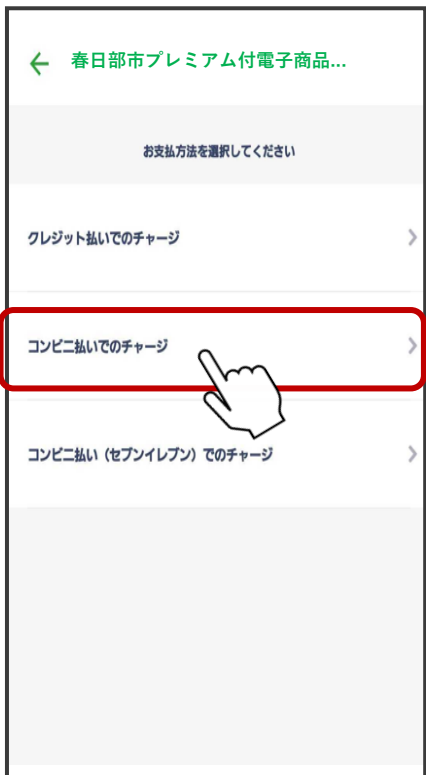 春日部市プレミアム付電子商品...
お支払方法を選択してください
クレジット払いでのチャージ
コンビニ払いでのチャージ
コンビニ払い（セブンイレブン）でのチャージ